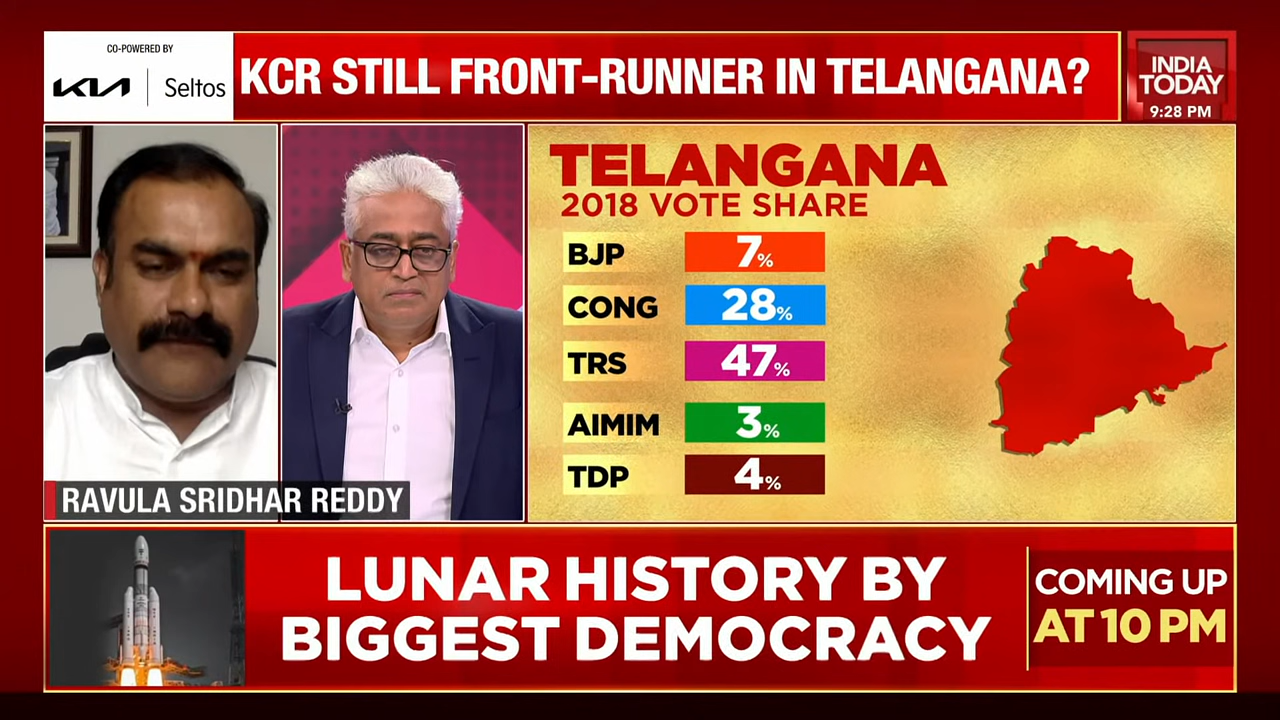 CO-POWERED BY
KIA | Seltos
KCR STILL FRONT-RUNNER IN TELANGANA?
INDIA
TODAY
9:28 PM
TELANGANA
2018 VOTE SHARE
BJP 7%
CONG 28%
TRS 47%
AIMIM 3%
TDP 4%
RAVULA SRIDHAR REDDY
LUNAR HISTORY BY
BIGGEST DEMOCRACY
COMING UP
AT 10 PM